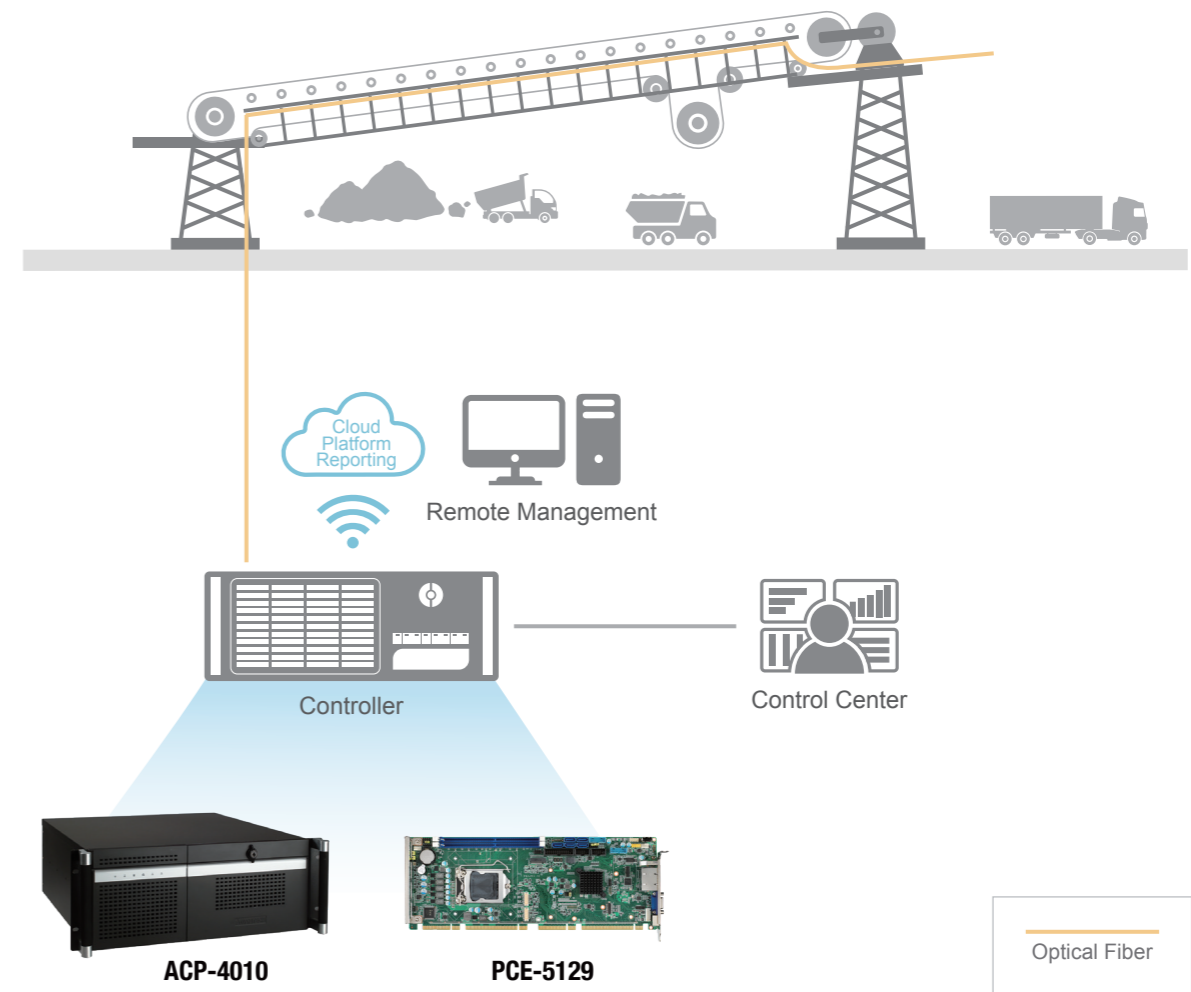 Cloud
Platform
Reporting
Remote Management
Controller
Control Center
ACP-4010
PCE-5129
Optical Fiber